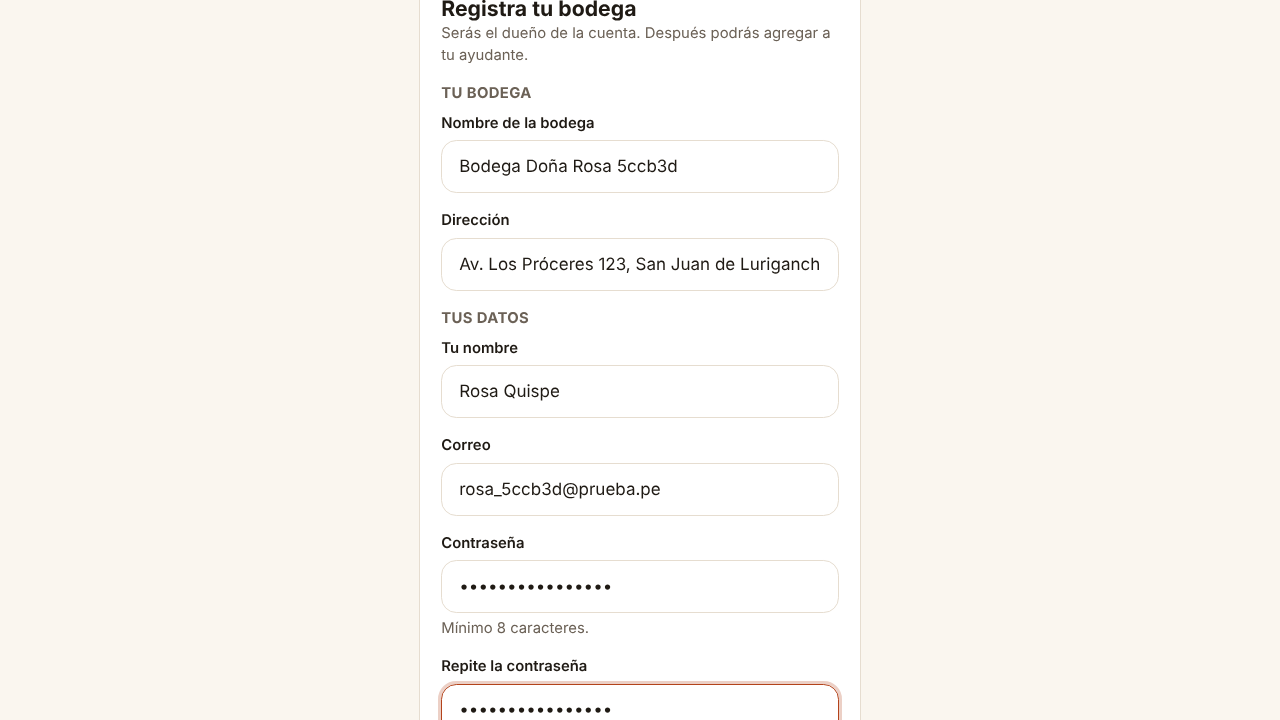 Registra tu bodega
Serás el dueño de la cuenta. Después podrás agregar a
tu ayudante.
TU BODEGA
Nombre de la bodega
Bodega Doña Rosa 5ccb3d
Dirección
Av. Los Próceres 123, San Juan de Luriganch
TUS DATOS
Tu nombre
Rosa Quispe
Correo
rosa_5ccb3d@prueba.pe
Contraseña
••••••••••••••••
Mínimo 8 caracteres.
Repite la contraseña
••••••••••••••••